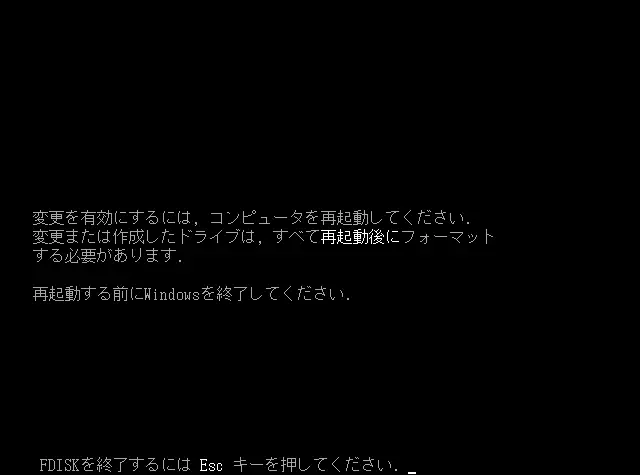 変更を有効にするには，コンピュータを再起動してください．
変更または作成したドライブは，すべて再起動後にフォーマット
する必要があります．
再起動する前にWindowsを終了してください．
FDISKを終了するには Esc キーを押してください．_